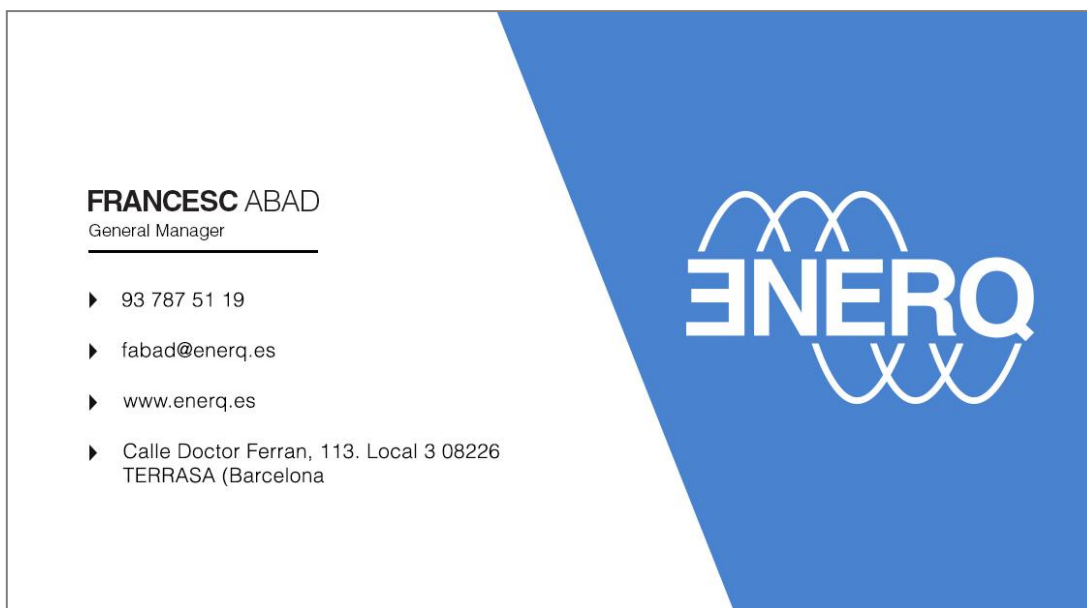 FRANCESC ABAD
General Manager
93 787 51 19
fabad@enerq.es
www.enerq.es
Calle Doctor Ferran, 113. Local 3 08226
TERRASA (Barcelona
ƎNERQ